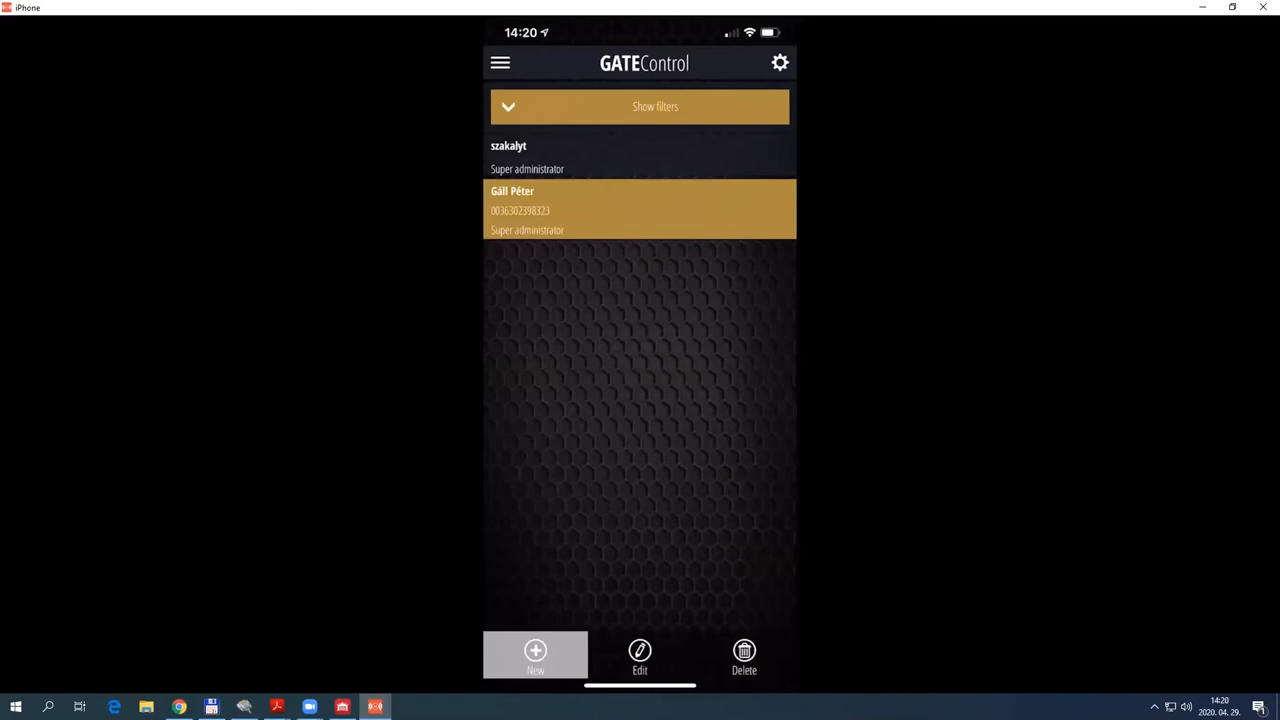 iPhone
14:20
GATEControl
Show filters
szakalyt
Super administrator
Gáll Péter
0036302398323
Super administrator
New
Edit
Delete
14:20
2020. 04. 29.
1